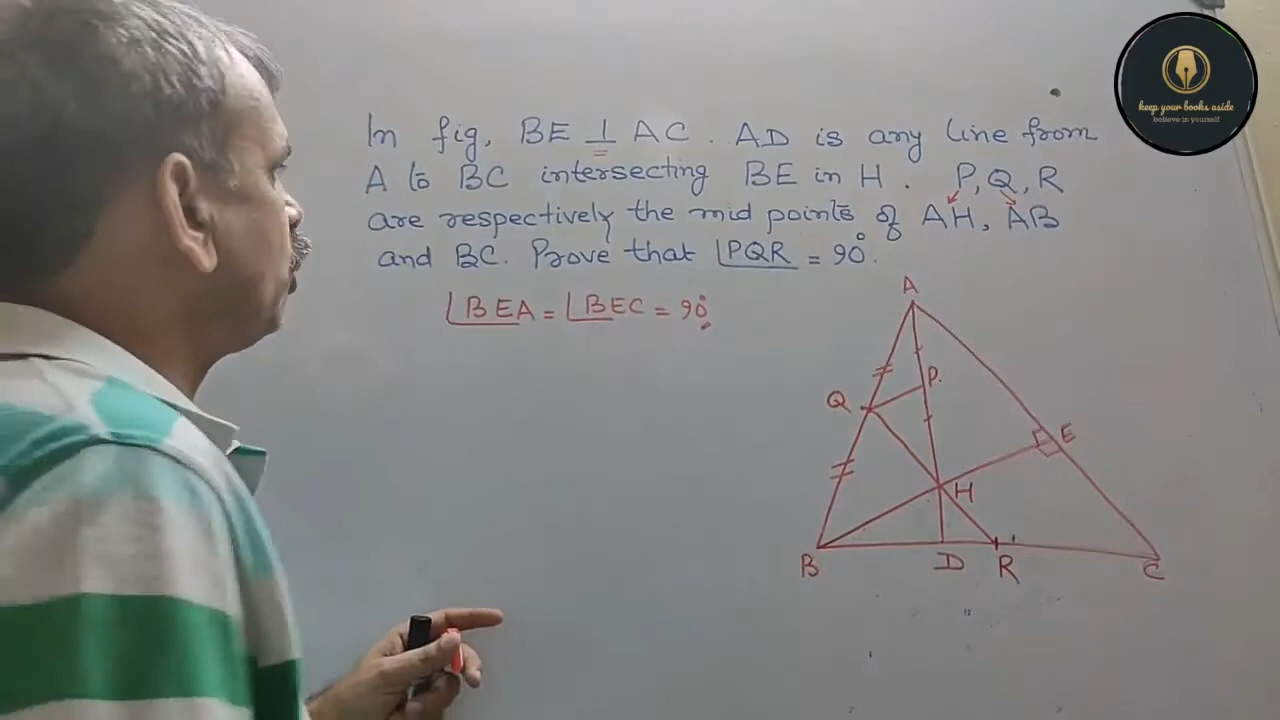 In fig, BE ⊥ AC. AD is any line from
A to BC intersecting BE in H. P, Q, R
are respectively the mid points of AH, AB
and BC. Prove that ∠PQR = 90°.
∠BEA = ∠BEC = 90°.
A
P.
Q
E
H
B
D
R
C
keep your books aside
believe in yourself